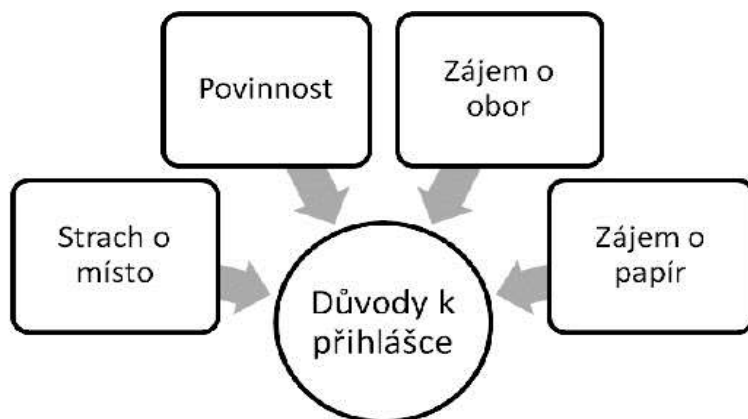 Strach o
místo
Povinnost
Zájem o
obor
Zájem o
papír
Důvody k
přihlášce